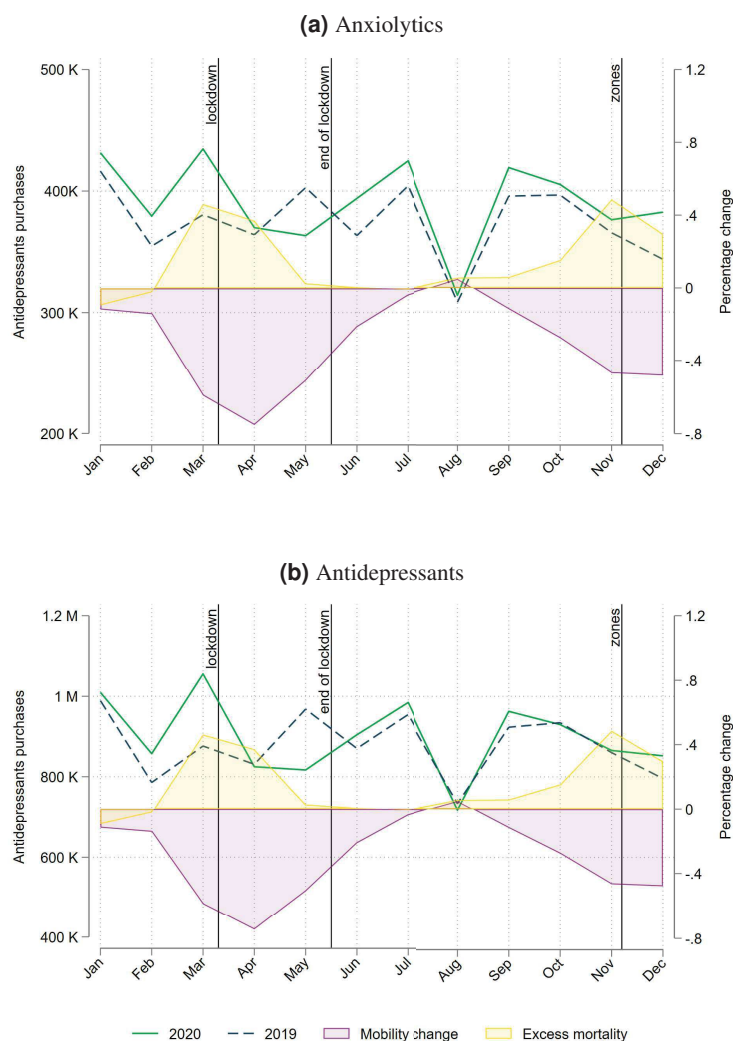 (a) Anxiolytics
500 K
400K
300 K
200 K
Antidepressants purchases
lockdown
end of lockdown
zones
1.2
.8
.4
0
-.4
-.8
Percentage change
Jan Feb Mar Apr May Jun Jul Aug Sep Oct Nov Dec
(b) Antidepressants
1.2 M
1 M
800 K
600 K
400 K
Antidepressants purchases
lockdown
end of lockdown
zones
1.2
.8
.4
0
-.4
-.8
Percentage change
Jan Feb Mar Apr May Jun Jul Aug Sep Oct Nov Dec
2020 2019 Mobility change Excess mortality